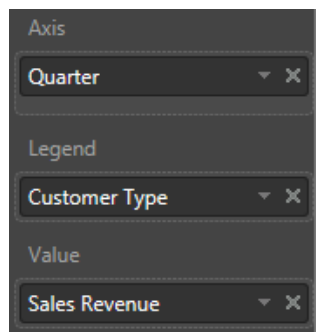 Axis
Quarter
Legend
Customer Type
Value
Sales Revenue